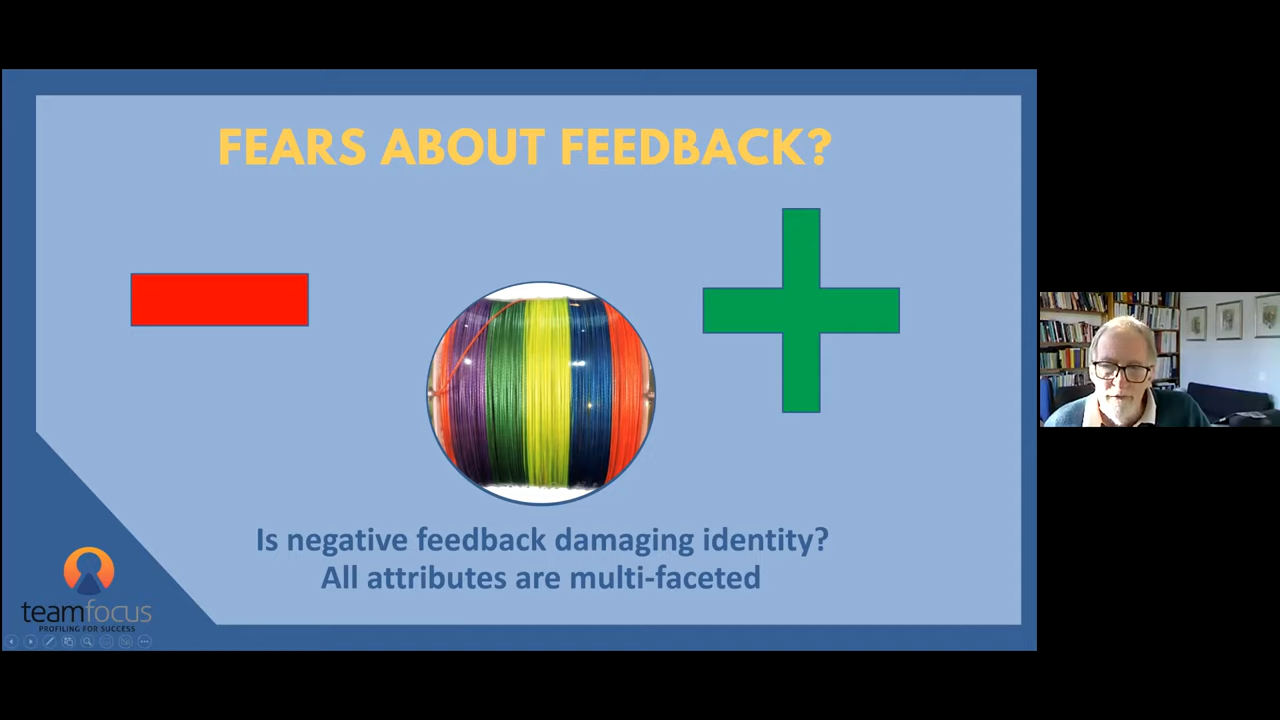 FEARS ABOUT FEEDBACK?
Is negative feedback damaging identity?
All attributes are multi-faceted
teamfocus
PROFILING FOR SUCCESS